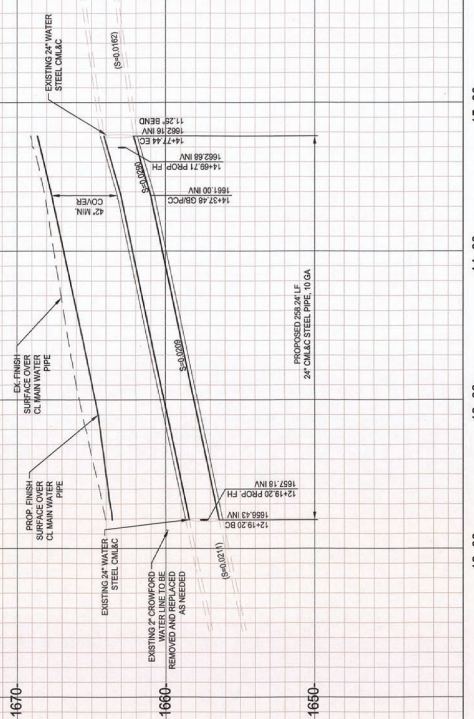 1670
1660
1650
PROP. FINISH
SURFACE OVER
CL MAIN WATER
PIPE
EX. FINISH
SURFACE OVER
CL MAIN WATER
PIPE
42" MIN.
COVER
EXISTING 24" WATER
STEEL CML&C
EXISTING 24" WATER
STEEL CML&C
EXISTING 2" CROWFORD
WATER LINE TO BE
REMOVED AND REPLACED
AS NEEDED
(S=0.0211)
S=0.0209
S=0.0290
(S=0.0162)
12+19.20 BC
1656.43 INV
12+19.20 PROP. FH
1657.18 INV
14+37.48 GB/PCC
1661.00 INV
14+69.71 PROP FH
1662.68 INV
14+77.44 EC
1662.16 INV
11.25° BEND
PROPOSED 258.24' LF
24" CML&C STEEL PIPE, 10 GA